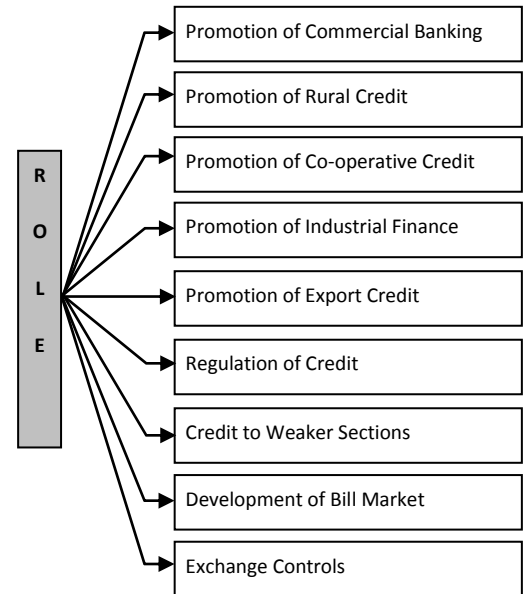 Promotion of Commercial Banking
Promotion of Rural Credit
Promotion of Co-operative Credit
Promotion of Industrial Finance
Promotion of Export Credit
Regulation of Credit
Credit to Weaker Sections
Development of Bill Market
Exchange Controls
R
O
L
E